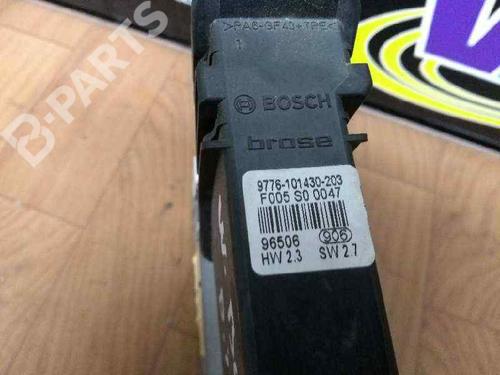 >PA6-GF40+TPE<
1
BOSCH
brose
9776-101430-203
F005 S0 0047
96506 906
HW 2.3 SW 2.7
B-PARTS